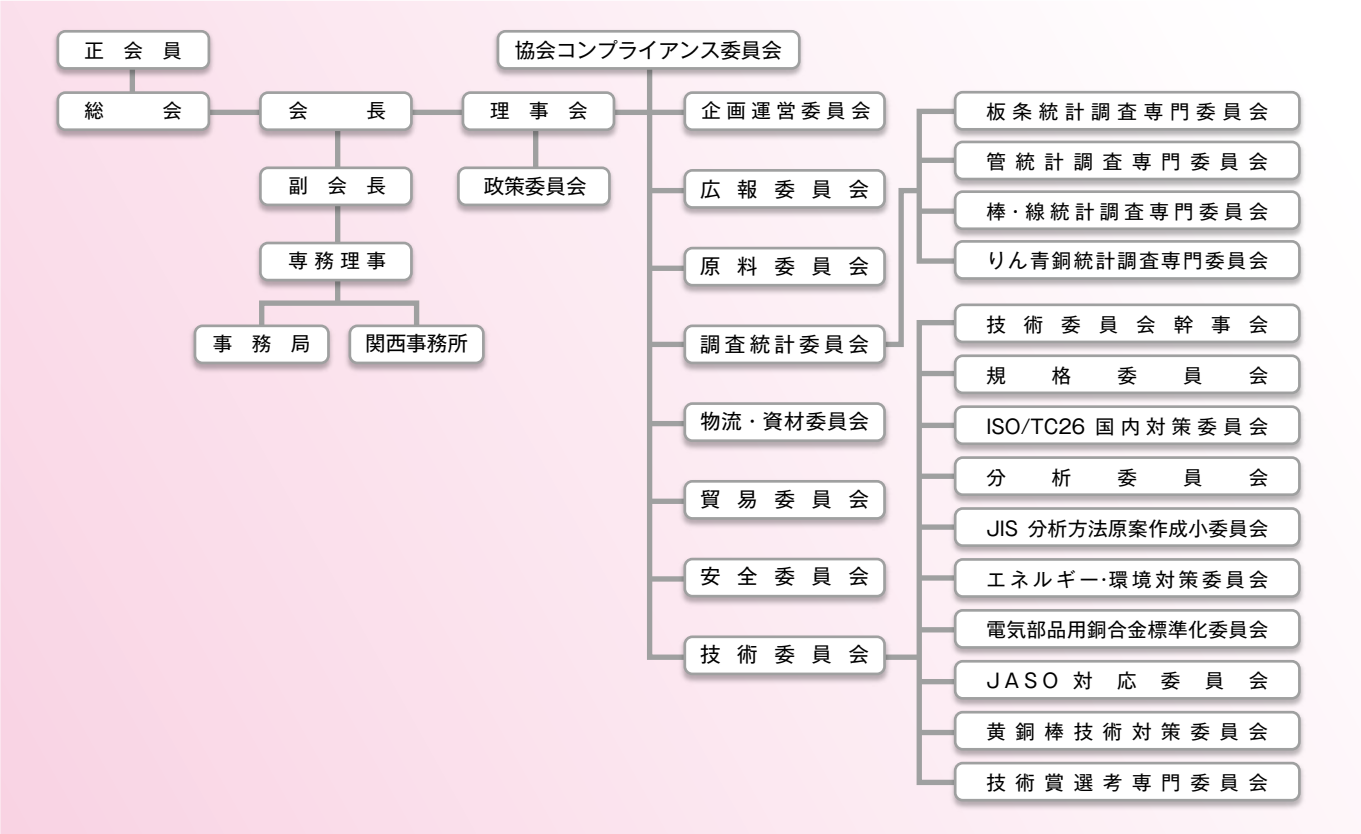 正会員
総会
会長
副会長
専務理事
事務局
関西事務所
理事会
政策委員会
協会コンプライアンス委員会
企画運営委員会
広報委員会
原料委員会
調査統計委員会
物流・資材委員会
貿易委員会
安全委員会
技術委員会
板条統計調査専門委員会
管統計調査専門委員会
棒・線統計調査専門委員会
りん青銅統計調査専門委員会
技術委員会幹事会
規格委員会
ISO/TC26 国内対策委員会
分析委員会
JIS 分析方法原案作成小委員会
エネルギー・環境対策委員会
電気部品用銅合金標準化委員会
JASO 対応委員会
黄銅棒技術対策委員会
技術賞選考専門委員会